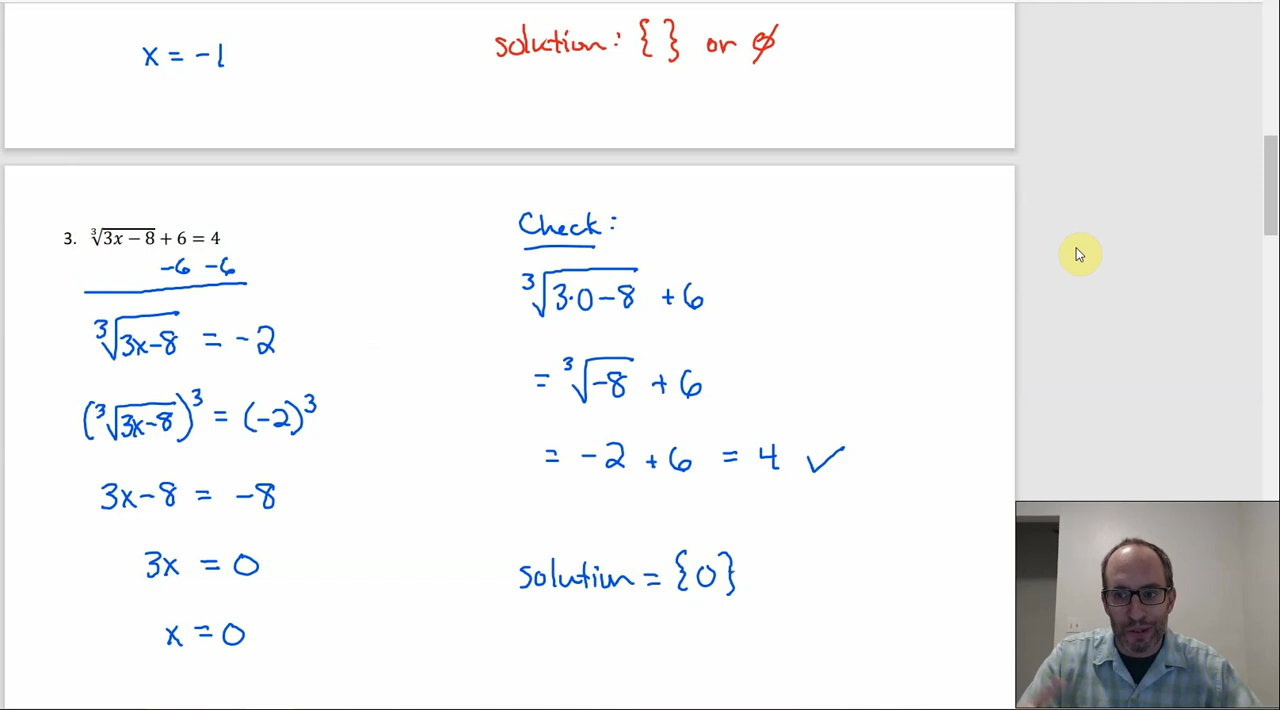 x = -1
solution: { } or ∅
3. ∛(3x − 8) + 6 = 4
-6 -6
∛(3x-8) = -2
(∛(3x-8))³ = (-2)³
3x-8 = -8
3x = 0
x = 0
Check:
∛(3·0-8) +6
= ∛(-8) + 6
= -2 + 6 = 4 ✓
solution = {0}